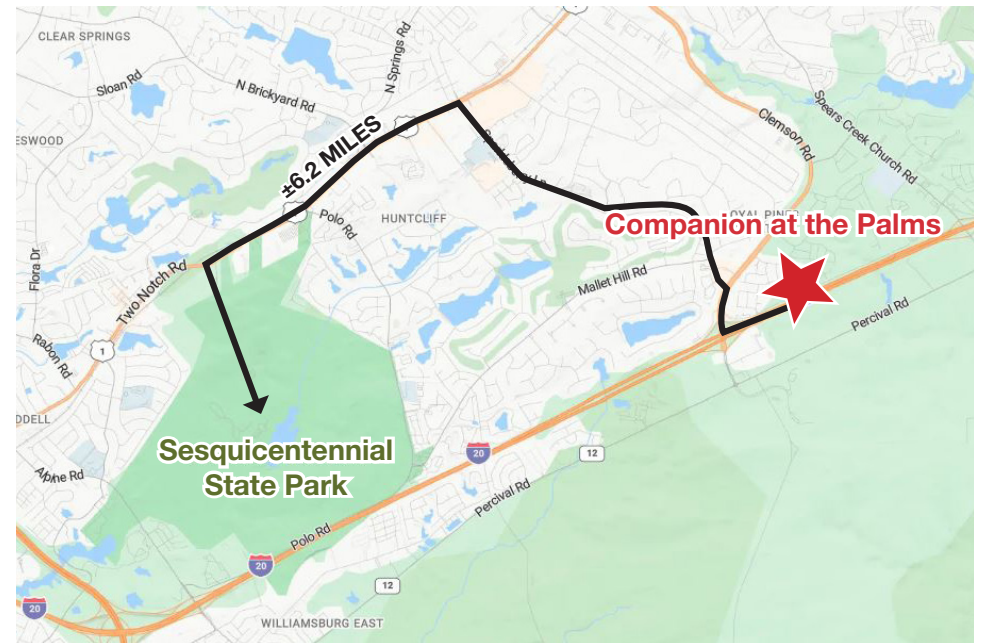 CLEAR SPRINGS
Sloan Rd
N Brickyard Rd
N Springs Rd
ESWOOD
±6.2 MILES
Clemson Rd
Spears Creek Church Rd
Polo Rd
HUNTCLIFF
Companion at the Palms
Flora Dr
Two Notch Rd
Mallet Hill Rd
Percival Rd
Rabon Rd
1
DDELL
Sesquicentennial
State Park
20
12
Alpine Rd
Percival Rd
Polo Rd
20
12
20
WILLIAMSBURG EAST